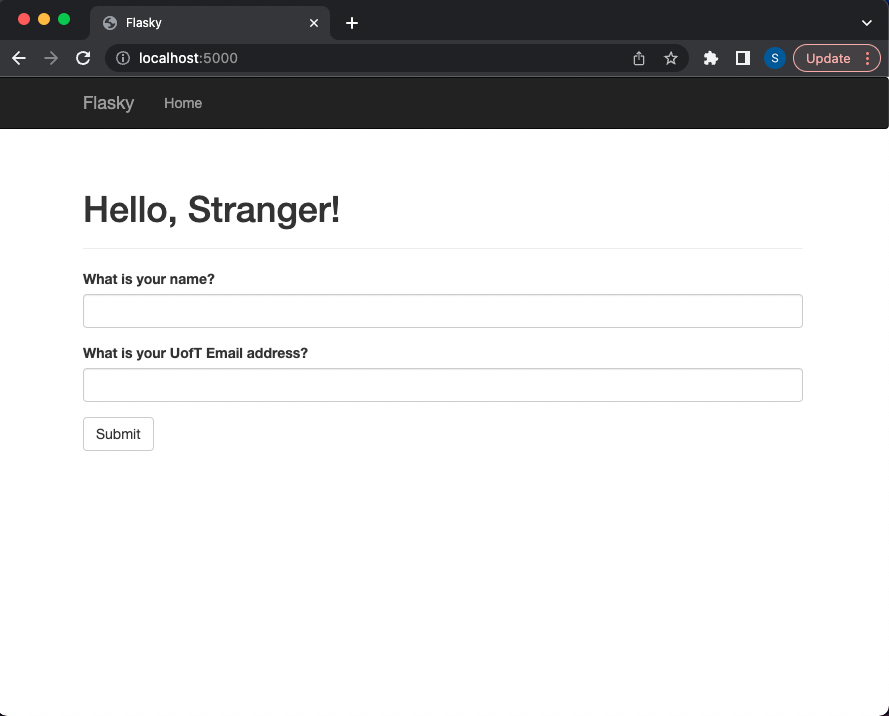 Flasky
localhost:5000
S
Update
Flasky Home
Hello, Stranger!
What is your name?
What is your UofT Email address?
Submit